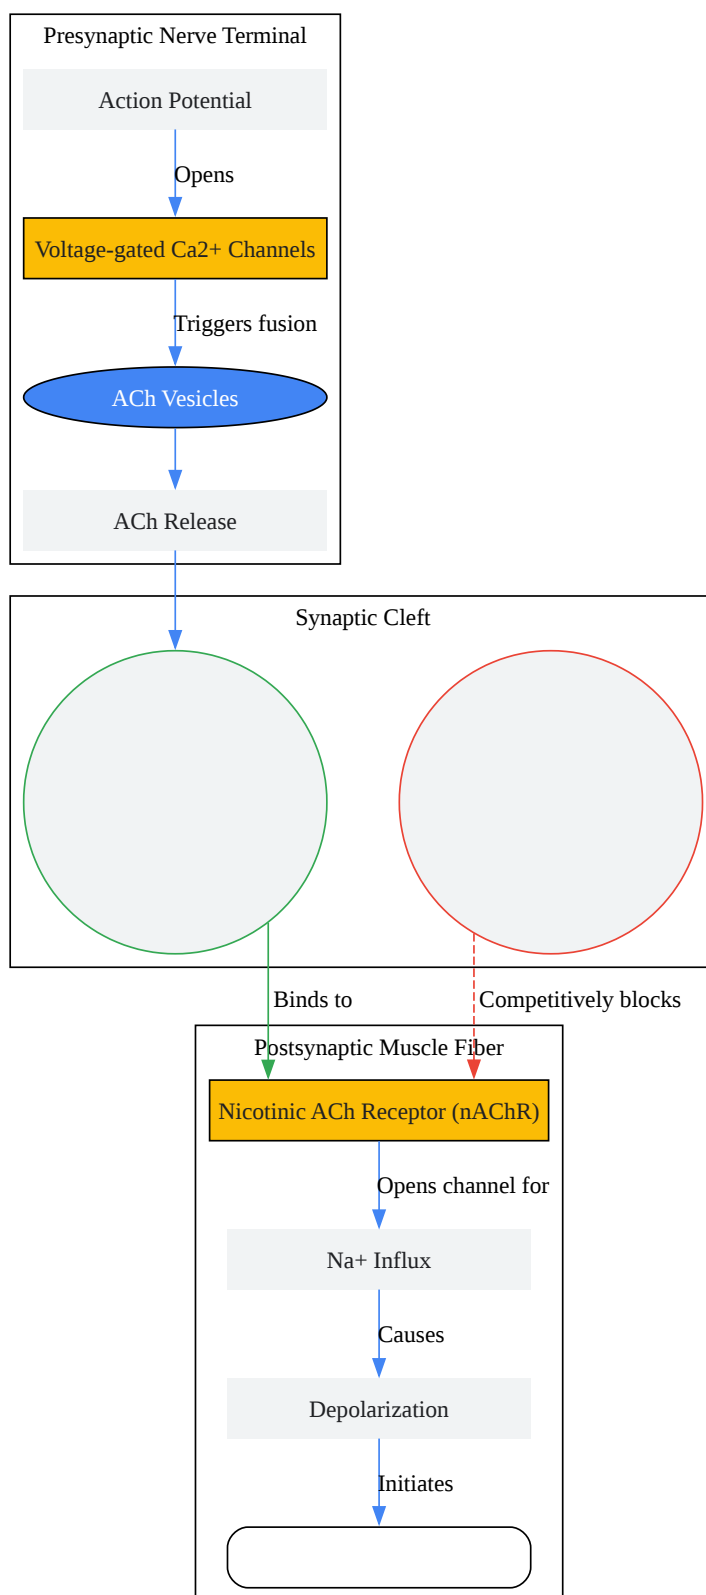 Presynaptic Nerve Terminal
Action Potential
Opens
Voltage-gated Ca2+ Channels
Triggers fusion
ACh Vesicles
ACh Release
Synaptic Cleft
Binds to
Competitively blocks
Postsynaptic Muscle Fiber
Nicotinic ACh Receptor (nAChR)
Opens channel for
Na+ Influx
Causes
Depolarization
Initiates